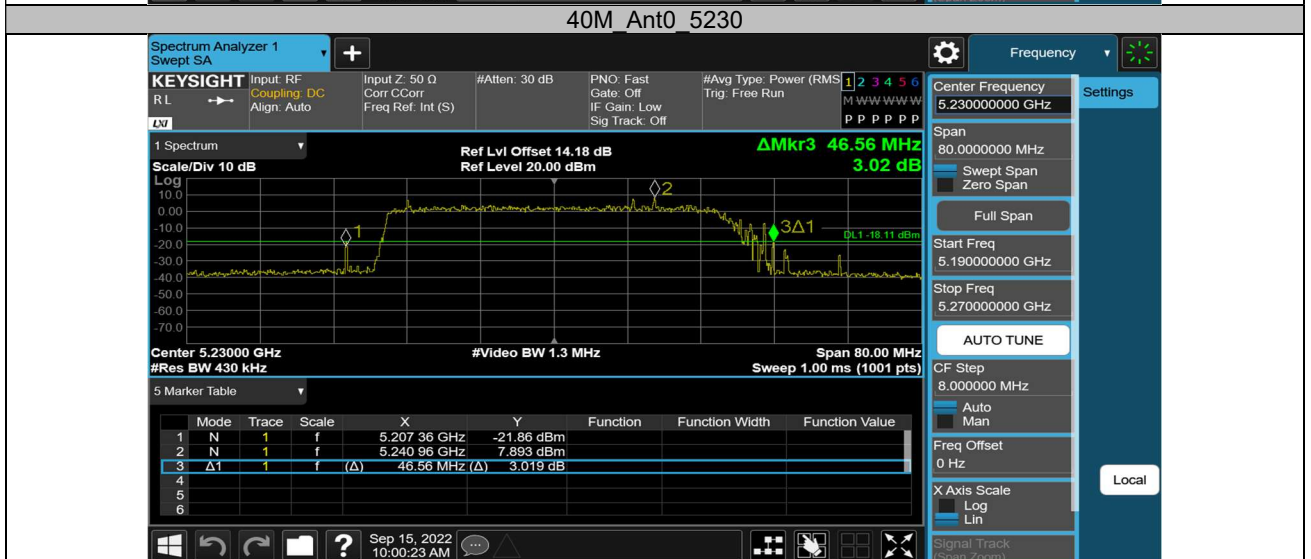 40M_Ant0_5230
Spectrum Analyzer 1
Swept SA
Frequency
KEYSIGHT
RL
LXI
Input: RF
Coupling: DC
Align: Auto
Input Z: 50 Ω
Corr CCorr
Freq Ref: Int (S)
#Atten: 30 dB
PNO: Fast
Gate: Off
IF Gain: Low
Sig Track: Off
#Avg Type: Power (RMS
Trig: Free Run
1 2 3 4 5 6
M W W W W W
P P P P P P
1 Spectrum
Scale/Div 10 dB
Ref Lvl Offset 14.18 dB
Ref Level 20.00 dBm
ΔMkr3 46.56 MHz
3.02 dB
Log
10.0
0.00
-10.0
-20.0
-30.0
-40.0
-50.0
-60.0
-70.0
1
2
3Δ1
DL1 -18.11 dBm
Center 5.23000 GHz
#Res BW 430 kHz
#Video BW 1.3 MHz
Span 80.00 MHz
Sweep 1.00 ms (1001 pts)
5 Marker Table
Mode Trace Scale X Y Function Function Width Function Value
1 N 1 f 5.207 36 GHz -21.86 dBm
2 N 1 f 5.240 96 GHz 7.893 dBm
3 Δ1 1 f (Δ) 46.56 MHz (Δ) 3.019 dB
4
5
6
Sep 15, 2022
10:00:23 AM
Center Frequency
5.230000000 GHz
Settings
Span
80.0000000 MHz
Swept Span
Zero Span
Full Span
Start Freq
5.190000000 GHz
Stop Freq
5.270000000 GHz
AUTO TUNE
CF Step
8.000000 MHz
Auto
Man
Freq Offset
0 Hz
X Axis Scale
Log
Lin
Local
Signal Track
(Span Zoom)